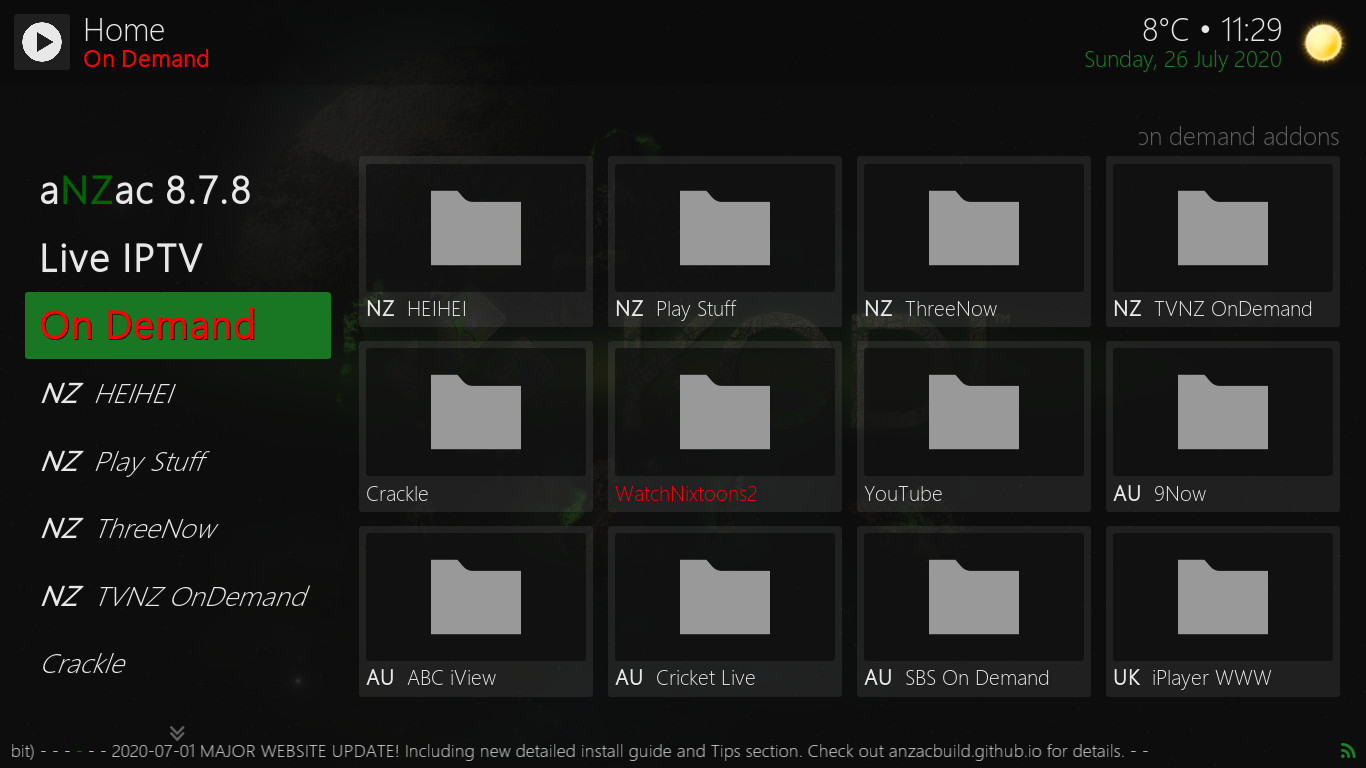 Home
On Demand
8°C • 11:29
Sunday, 26 July 2020
on demand addons
aNZac 8.7.8
Live IPTV
On Demand
NZ HEIHEI
NZ Play Stuff
NZ ThreeNow
NZ TVNZ OnDemand
Crackle
NZ HEIHEI
NZ Play Stuff
NZ ThreeNow
NZ TVNZ OnDemand
Crackle
WatchNixtoons2
YouTube
AU 9Now
AU ABC iView
AU Cricket Live
AU SBS On Demand
UK iPlayer WWW
KODI
bit) - - - - - - 2020-07-01 MAJOR WEBSITE UPDATE! Including new detailed install guide and Tips section. Check out anzacbuild.github.io for details. - -